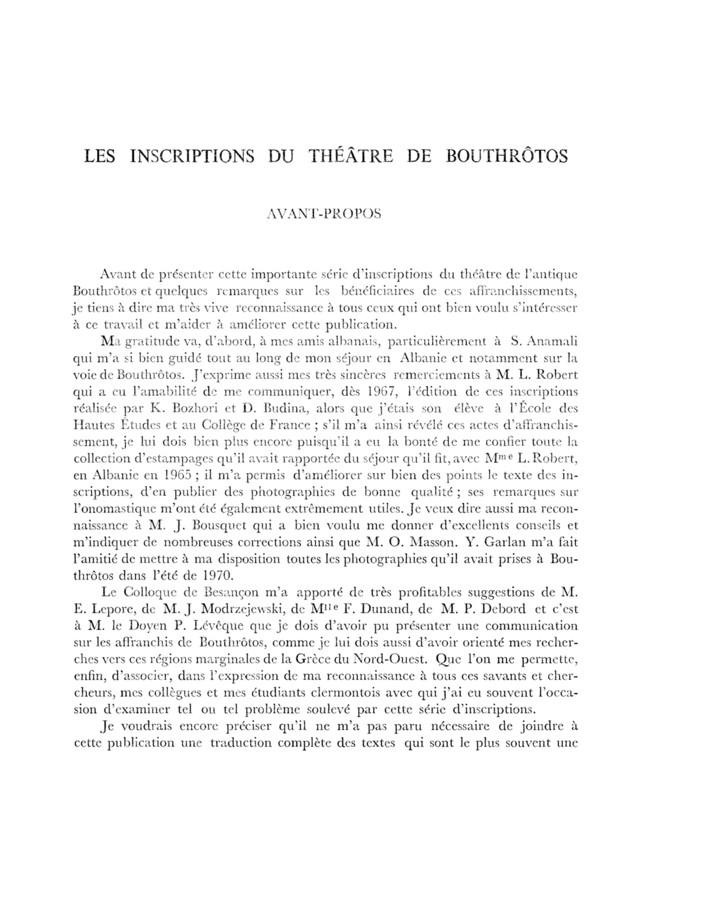 LES INSCRIPTIONS DU THÉÂTRE DE BOUTHRÔTOS
AVANT-PROPOS
Avant de présenter cette importante série d'inscriptions du théâtre de l'antique
Bouthrôtos et quelques remarques sur les bénéficiaires de ces affranchissements,
je tiens à dire ma très vive reconnaissance à tous ceux qui ont bien voulu s'intéresser
à ce travail et m'aider à améliorer cette publication.
Ma gratitude va, d'abord, à mes amis albanais, particulièrement à S. Anamali
qui m'a si bien guidé tout au long de mon séjour en Albanie et notamment sur la
voie de Bouthrôtos. J'exprime aussi mes très sincères remerciements à M. L. Robert
qui a eu l'amabilité de me communiquer, dès 1967, l'édition de ces inscriptions
réalisée par K. Bozhori et D. Budina, alors que j'étais son élève à l'École des
Hautes Études et au Collège de France ; s'il m'a ainsi révélé ces actes d'affranchis-
sement, je lui dois bien plus encore puisqu'il a eu la bonté de me confier toute la
collection d'estampages qu'il avait rapportée du séjour qu'il fit, avec Mme L. Robert,
en Albanie en 1965 ; il m'a permis d'améliorer sur bien des points le texte des in-
scriptions, d'en publier des photographies de bonne qualité ; ses remarques sur
l'onomastique m'ont été également extrêmement utiles. Je veux dire aussi ma recon-
naissance à M. J. Bousquet qui a bien voulu me donner d'excellents conseils et
m'indiquer de nombreuses corrections ainsi que M. O. Masson. Y. Garlan m'a fait
l'amitié de mettre à ma disposition toutes les photographies qu'il avait prises à Bou-
thrôtos dans l'été de 1970.
Le Colloque de Besançon m'a apporté de très profitables suggestions de M.
E. Lepore, de M. J. Modrzejewski, de Mlle F. Dunand, de M. P. Debord et c'est
à M. le Doyen P. Lévêque que je dois d'avoir pu présenter une communication
sur les affranchis de Bouthrôtos, comme je lui dois aussi d'avoir orienté mes recher-
ches vers ces régions marginales de la Grèce du Nord-Ouest. Que l'on me permette,
enfin, d'associer, dans l'expression de ma reconnaissance à tous ces savants et cher-
cheurs, mes collègues et mes étudiants clermontois avec qui j'ai eu souvent l'occa-
sion d'examiner tel ou tel problème soulevé par cette série d'inscriptions.
Je voudrais encore préciser qu'il ne m'a pas paru nécessaire de joindre à
cette publication une traduction complète des textes qui sont le plus souvent une